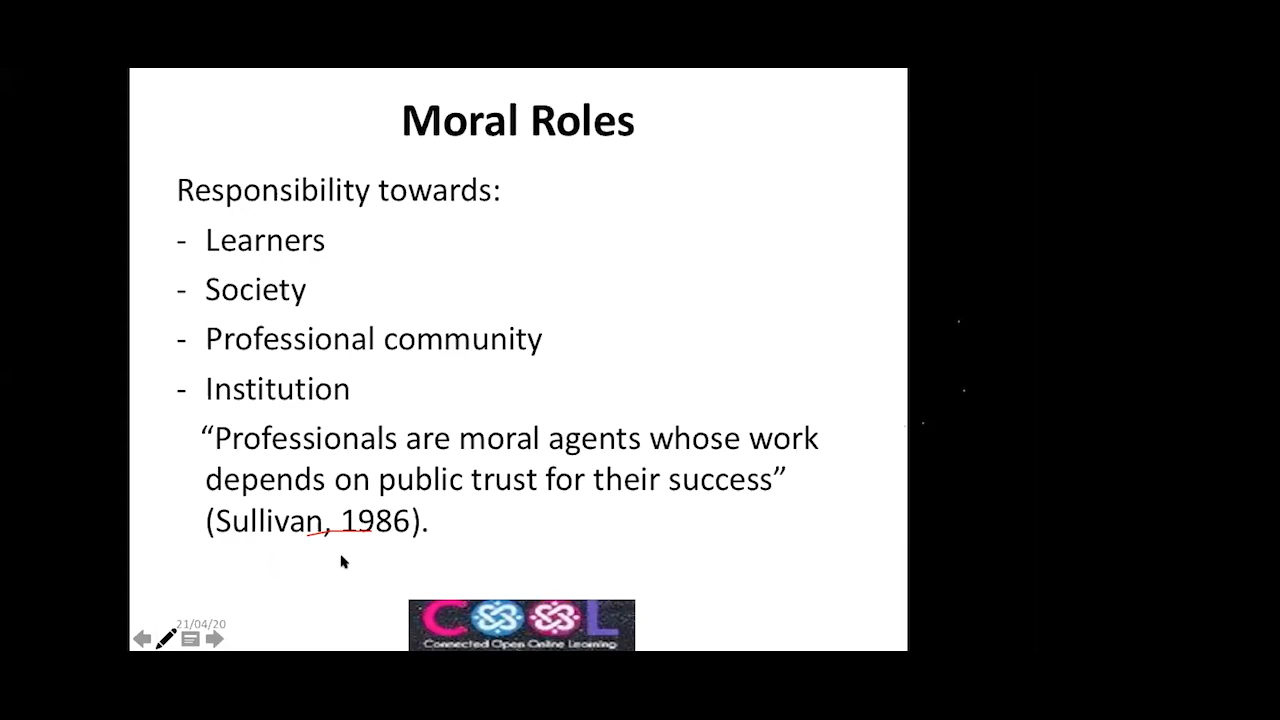 Moral Roles
Responsibility towards:
- Learners
- Society
- Professional community
- Institution
“Professionals are moral agents whose work
depends on public trust for their success”
(Sullivan, 1986).
21/04/20
COOL
Connected Open Online Learning